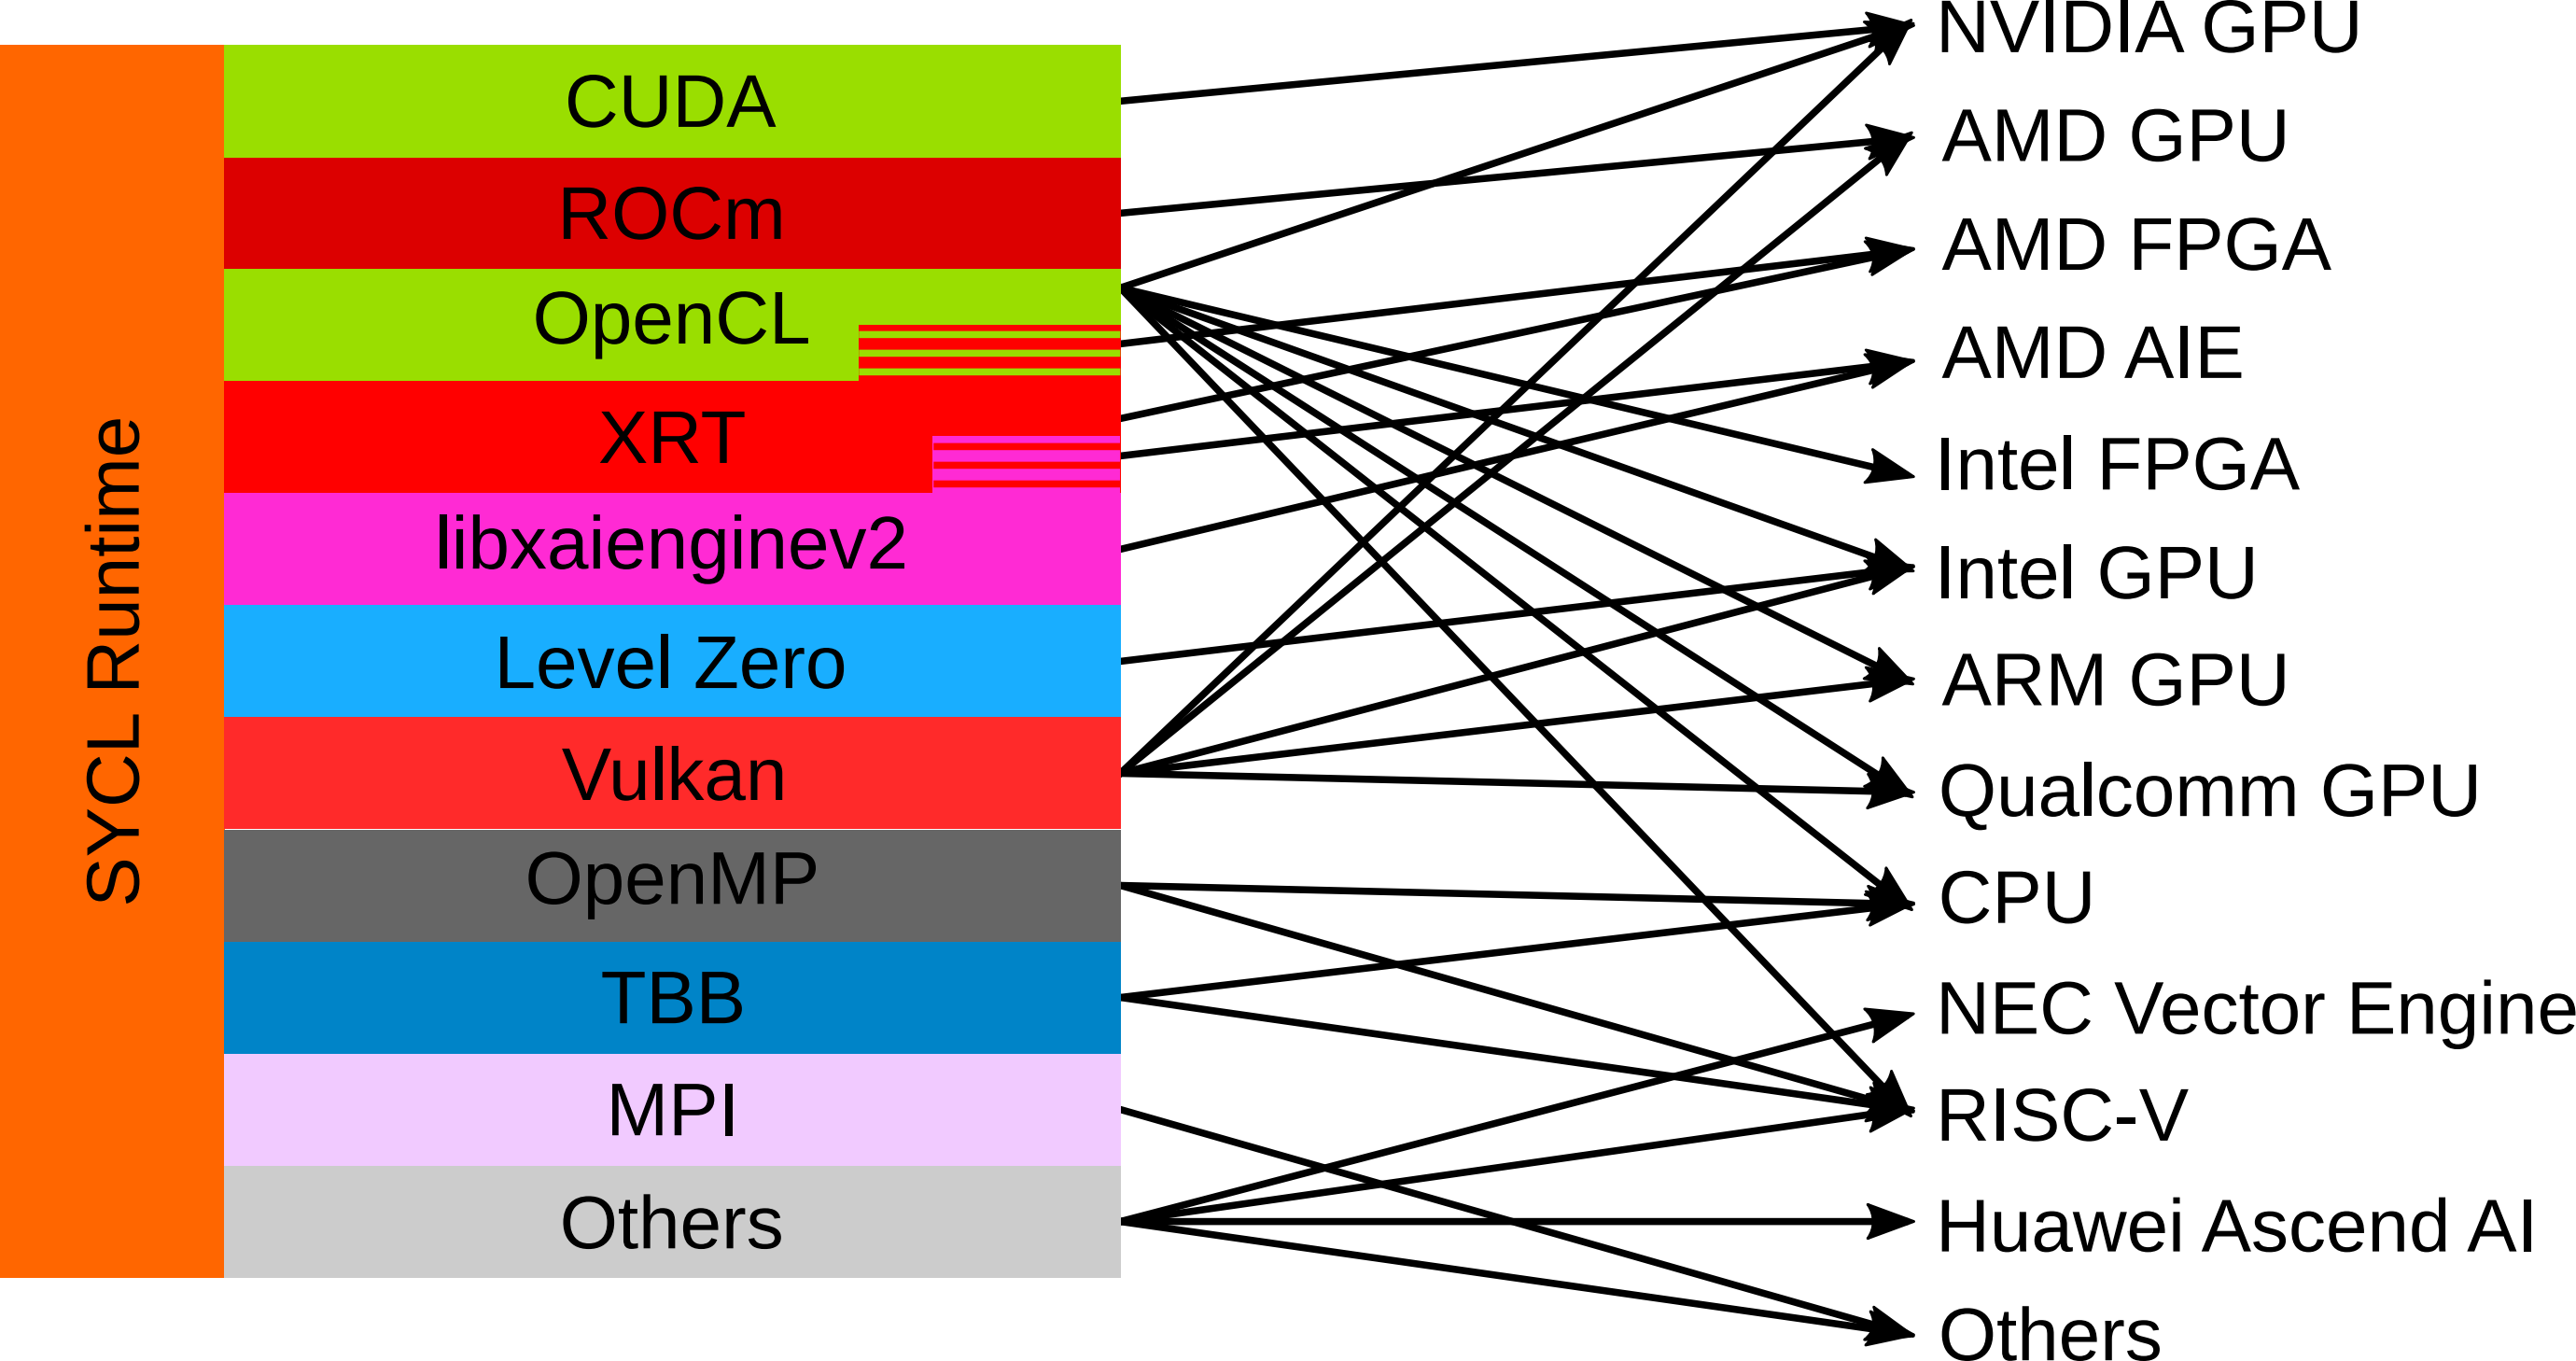 SYCL Runtime
CUDA
ROCm
OpenCL
XRT
libxaienginev2
Level Zero
Vulkan
OpenMP
TBB
MPI
Others
NVIDIA GPU
AMD GPU
AMD FPGA
AMD AIE
Intel FPGA
Intel GPU
ARM GPU
Qualcomm GPU
CPU
NEC Vector Engine
RISC-V
Huawei Ascend AI
Others